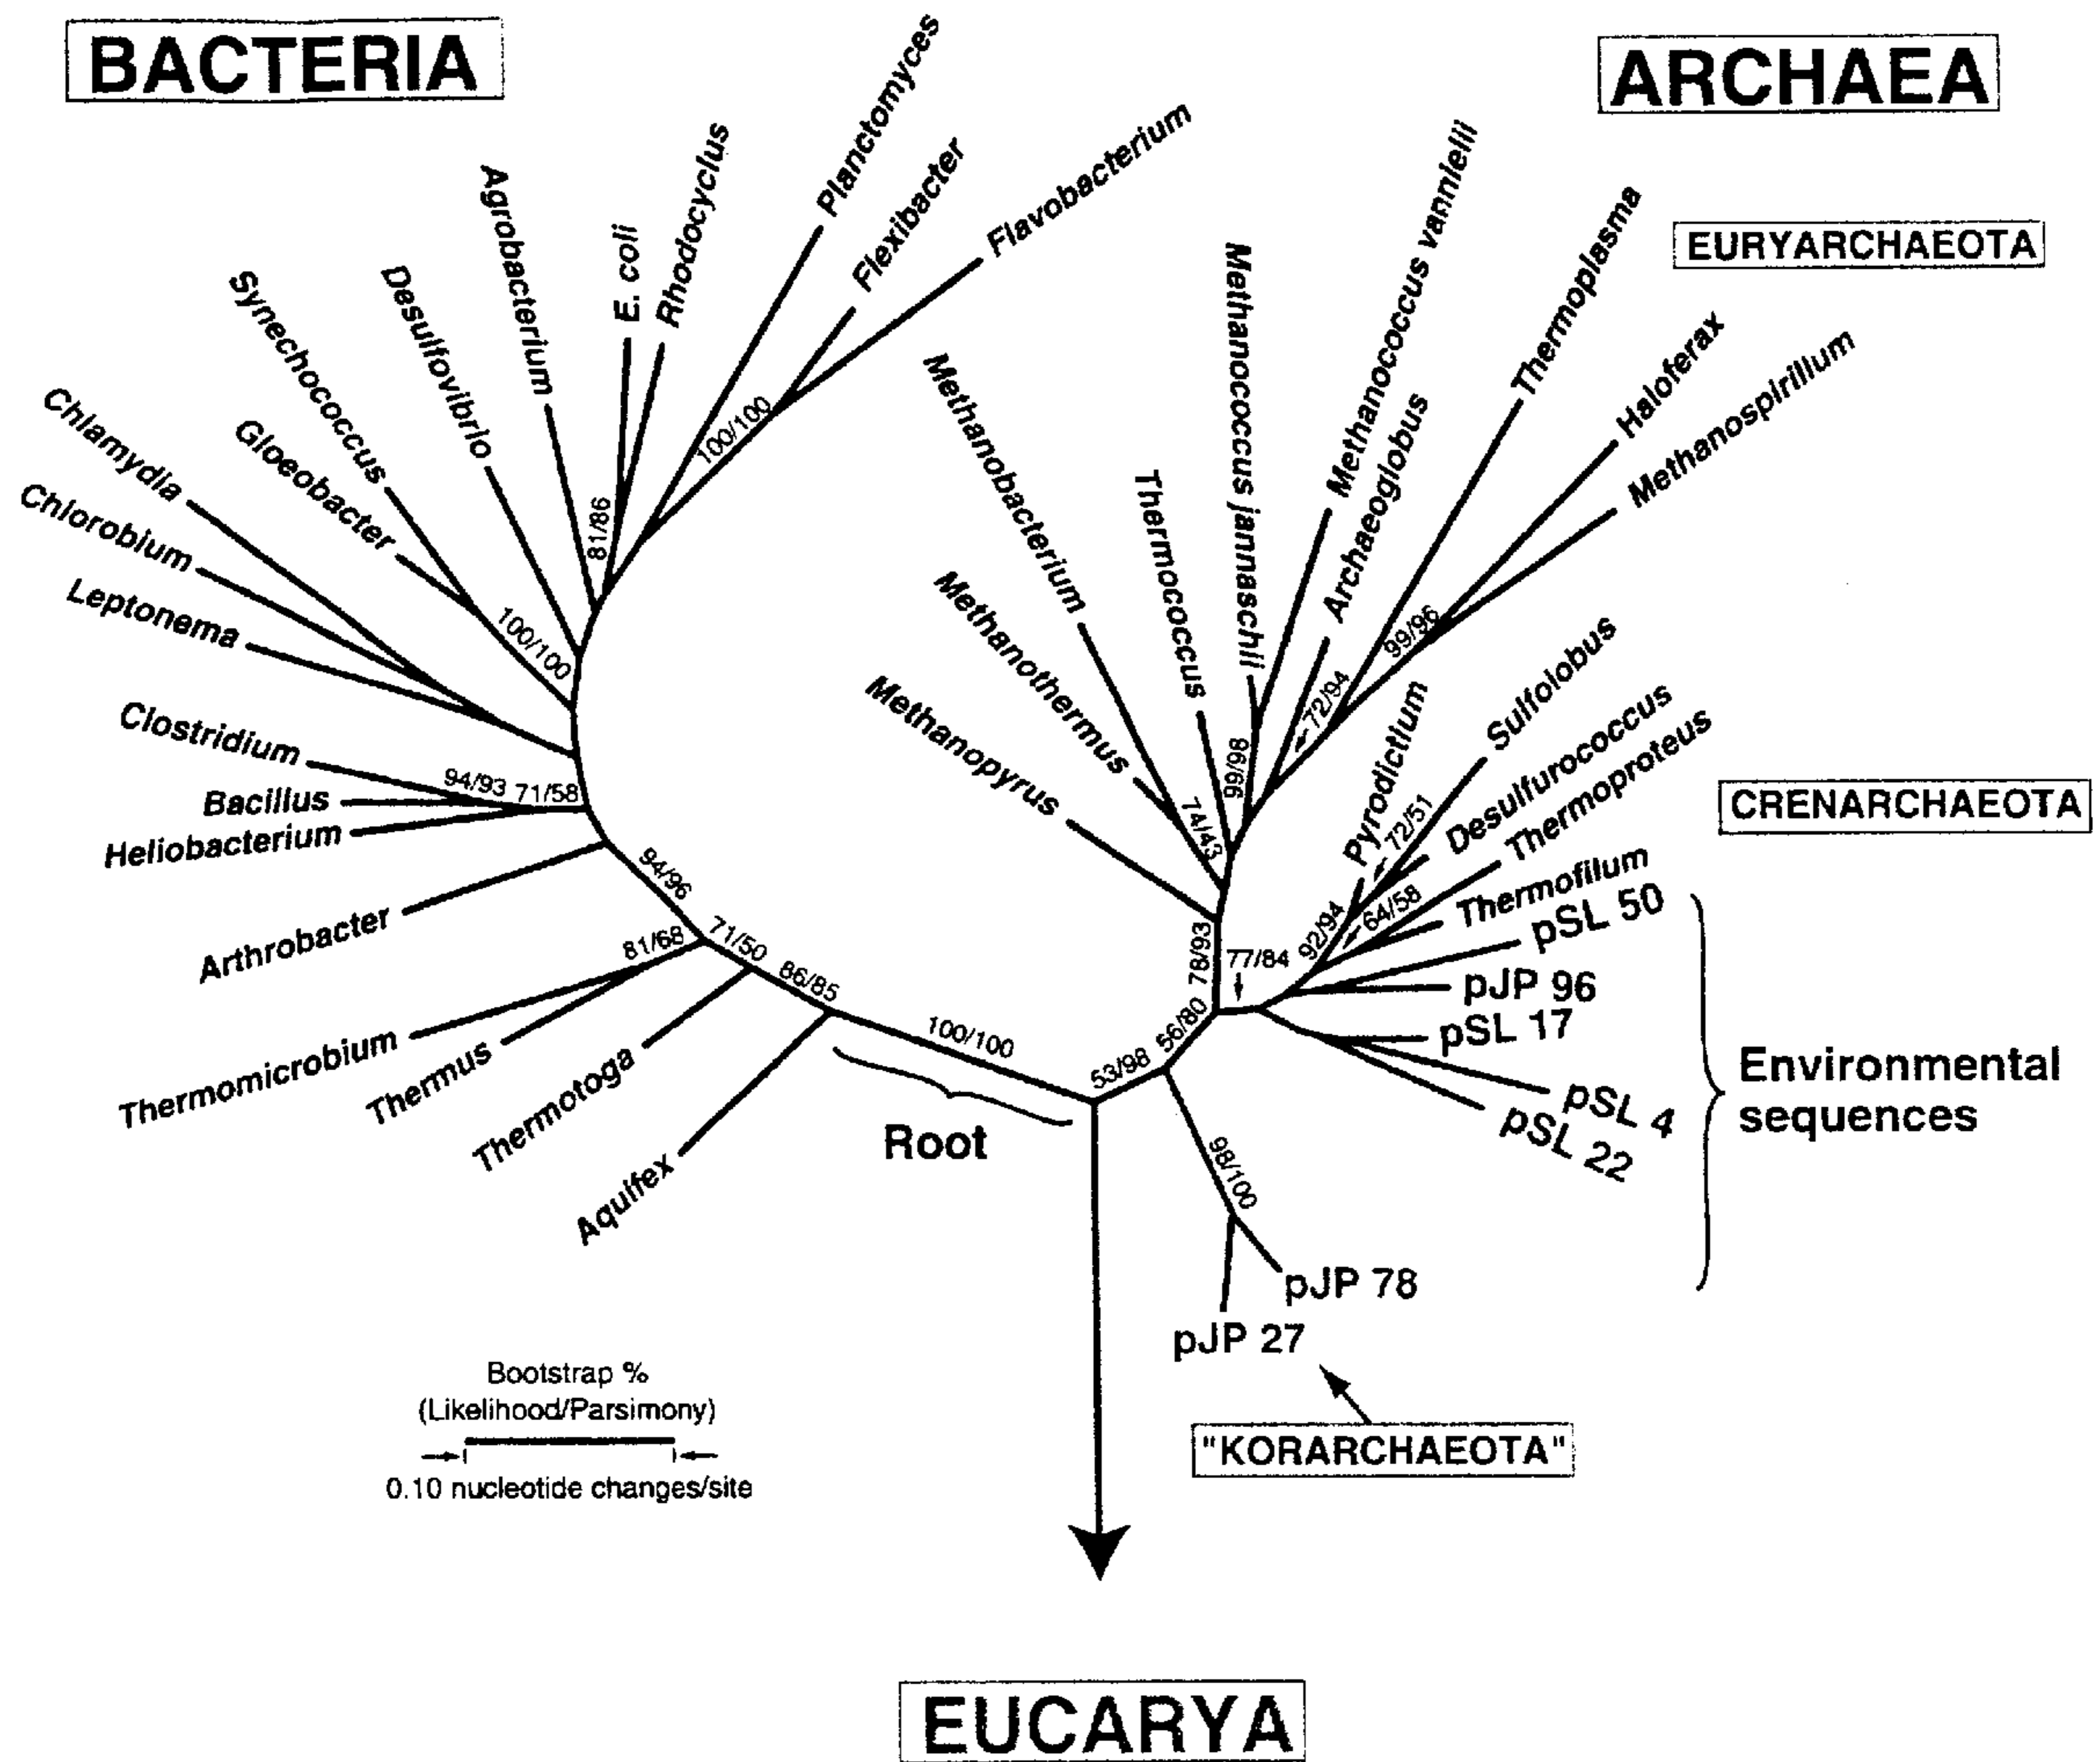 BACTERIA
ARCHAEA
EURYARCHAEOTA
CRENARCHAEOTA
Planctomyces
Flexibacter
Flavobacterium
Rhodocyclus
E. coli
Agrobacterium
Desulfovibrio
Synechococcus
Gloeobacter
Chlamydia
Chlorobium
Leptonema
Clostridium
Bacillus
Heliobacterium
Arthrobacter
Thermomicrobium
Thermus
Thermotoga
Aquifex
100/100
81/86
100/100
94/93
71/58
94/96
81/68
71/50
86/85
100/100
Root
Methanopyrus
Methanothermus
Methanobacterium
Thermococcus
Methanococcus jannaschii
Methanococcus vannielii
Archaeoglobus
Thermoplasma
Haloferax
Methanospirillum
74/43
99/98
72/94
99/96
78/93
77/84
56/80
53/98
Pyrodictium
Sulfolobus
Desulfurococcus
Thermoproteus
Thermofilum
92/94
72/51
64/58
pSL 50
pJP 96
pSL 17
pSL 4
pSL 22
Environmental
sequences
98/100
pJP 78
pJP 27
"KORARCHAEOTA"
Bootstrap %
(Likelihood/Parsimony)
0.10 nucleotide changes/site
EUCARYA